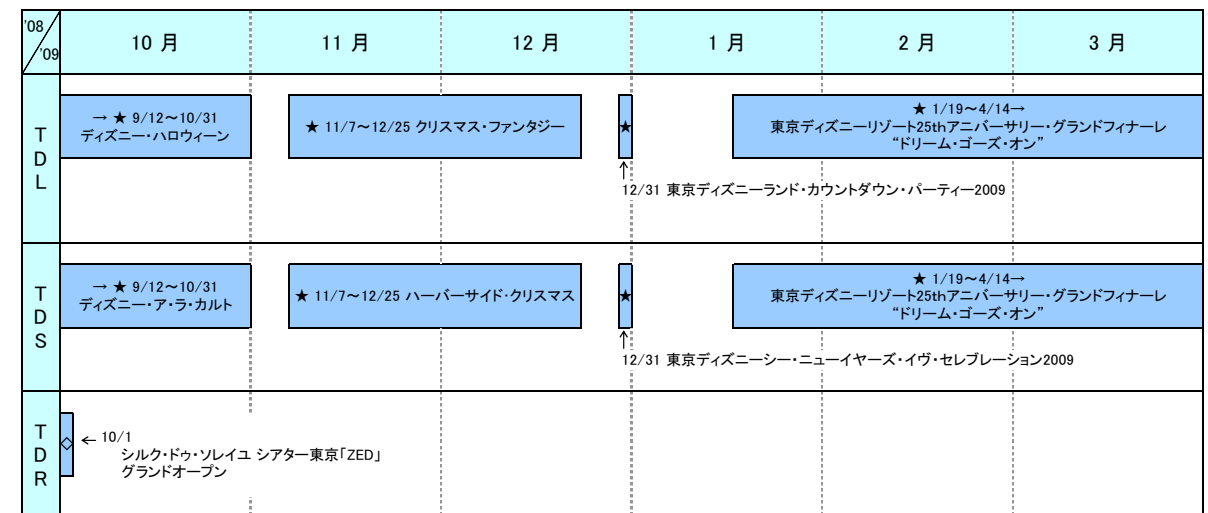 '08
'09
10 月
11 月
12 月
1 月
2 月
3 月
TDL
→ ★ 9/12～10/31
ディズニー・ハロウィーン
★ 11/7～12/25 クリスマス・ファンタジー
★
★ 1/19～4/14→
東京ディズニーリゾート25thアニバーサリー・グランドフィナーレ
“ドリーム・ゴーズ・オン”
↑
12/31 東京ディズニーランド・カウントダウン・パーティー2009
TDS
→ ★ 9/12～10/31
ディズニー・ア・ラ・カルト
★ 11/7～12/25 ハーバーサイド・クリスマス
★
★ 1/19～4/14→
東京ディズニーリゾート25thアニバーサリー・グランドフィナーレ
“ドリーム・ゴーズ・オン”
↑
12/31 東京ディズニーシー・ニューイヤーズ・イヴ・セレブレーション2009
TDR
◇ ← 10/1
シルク・ドゥ・ソレイユ シアター東京「ZED」
グランドオープン